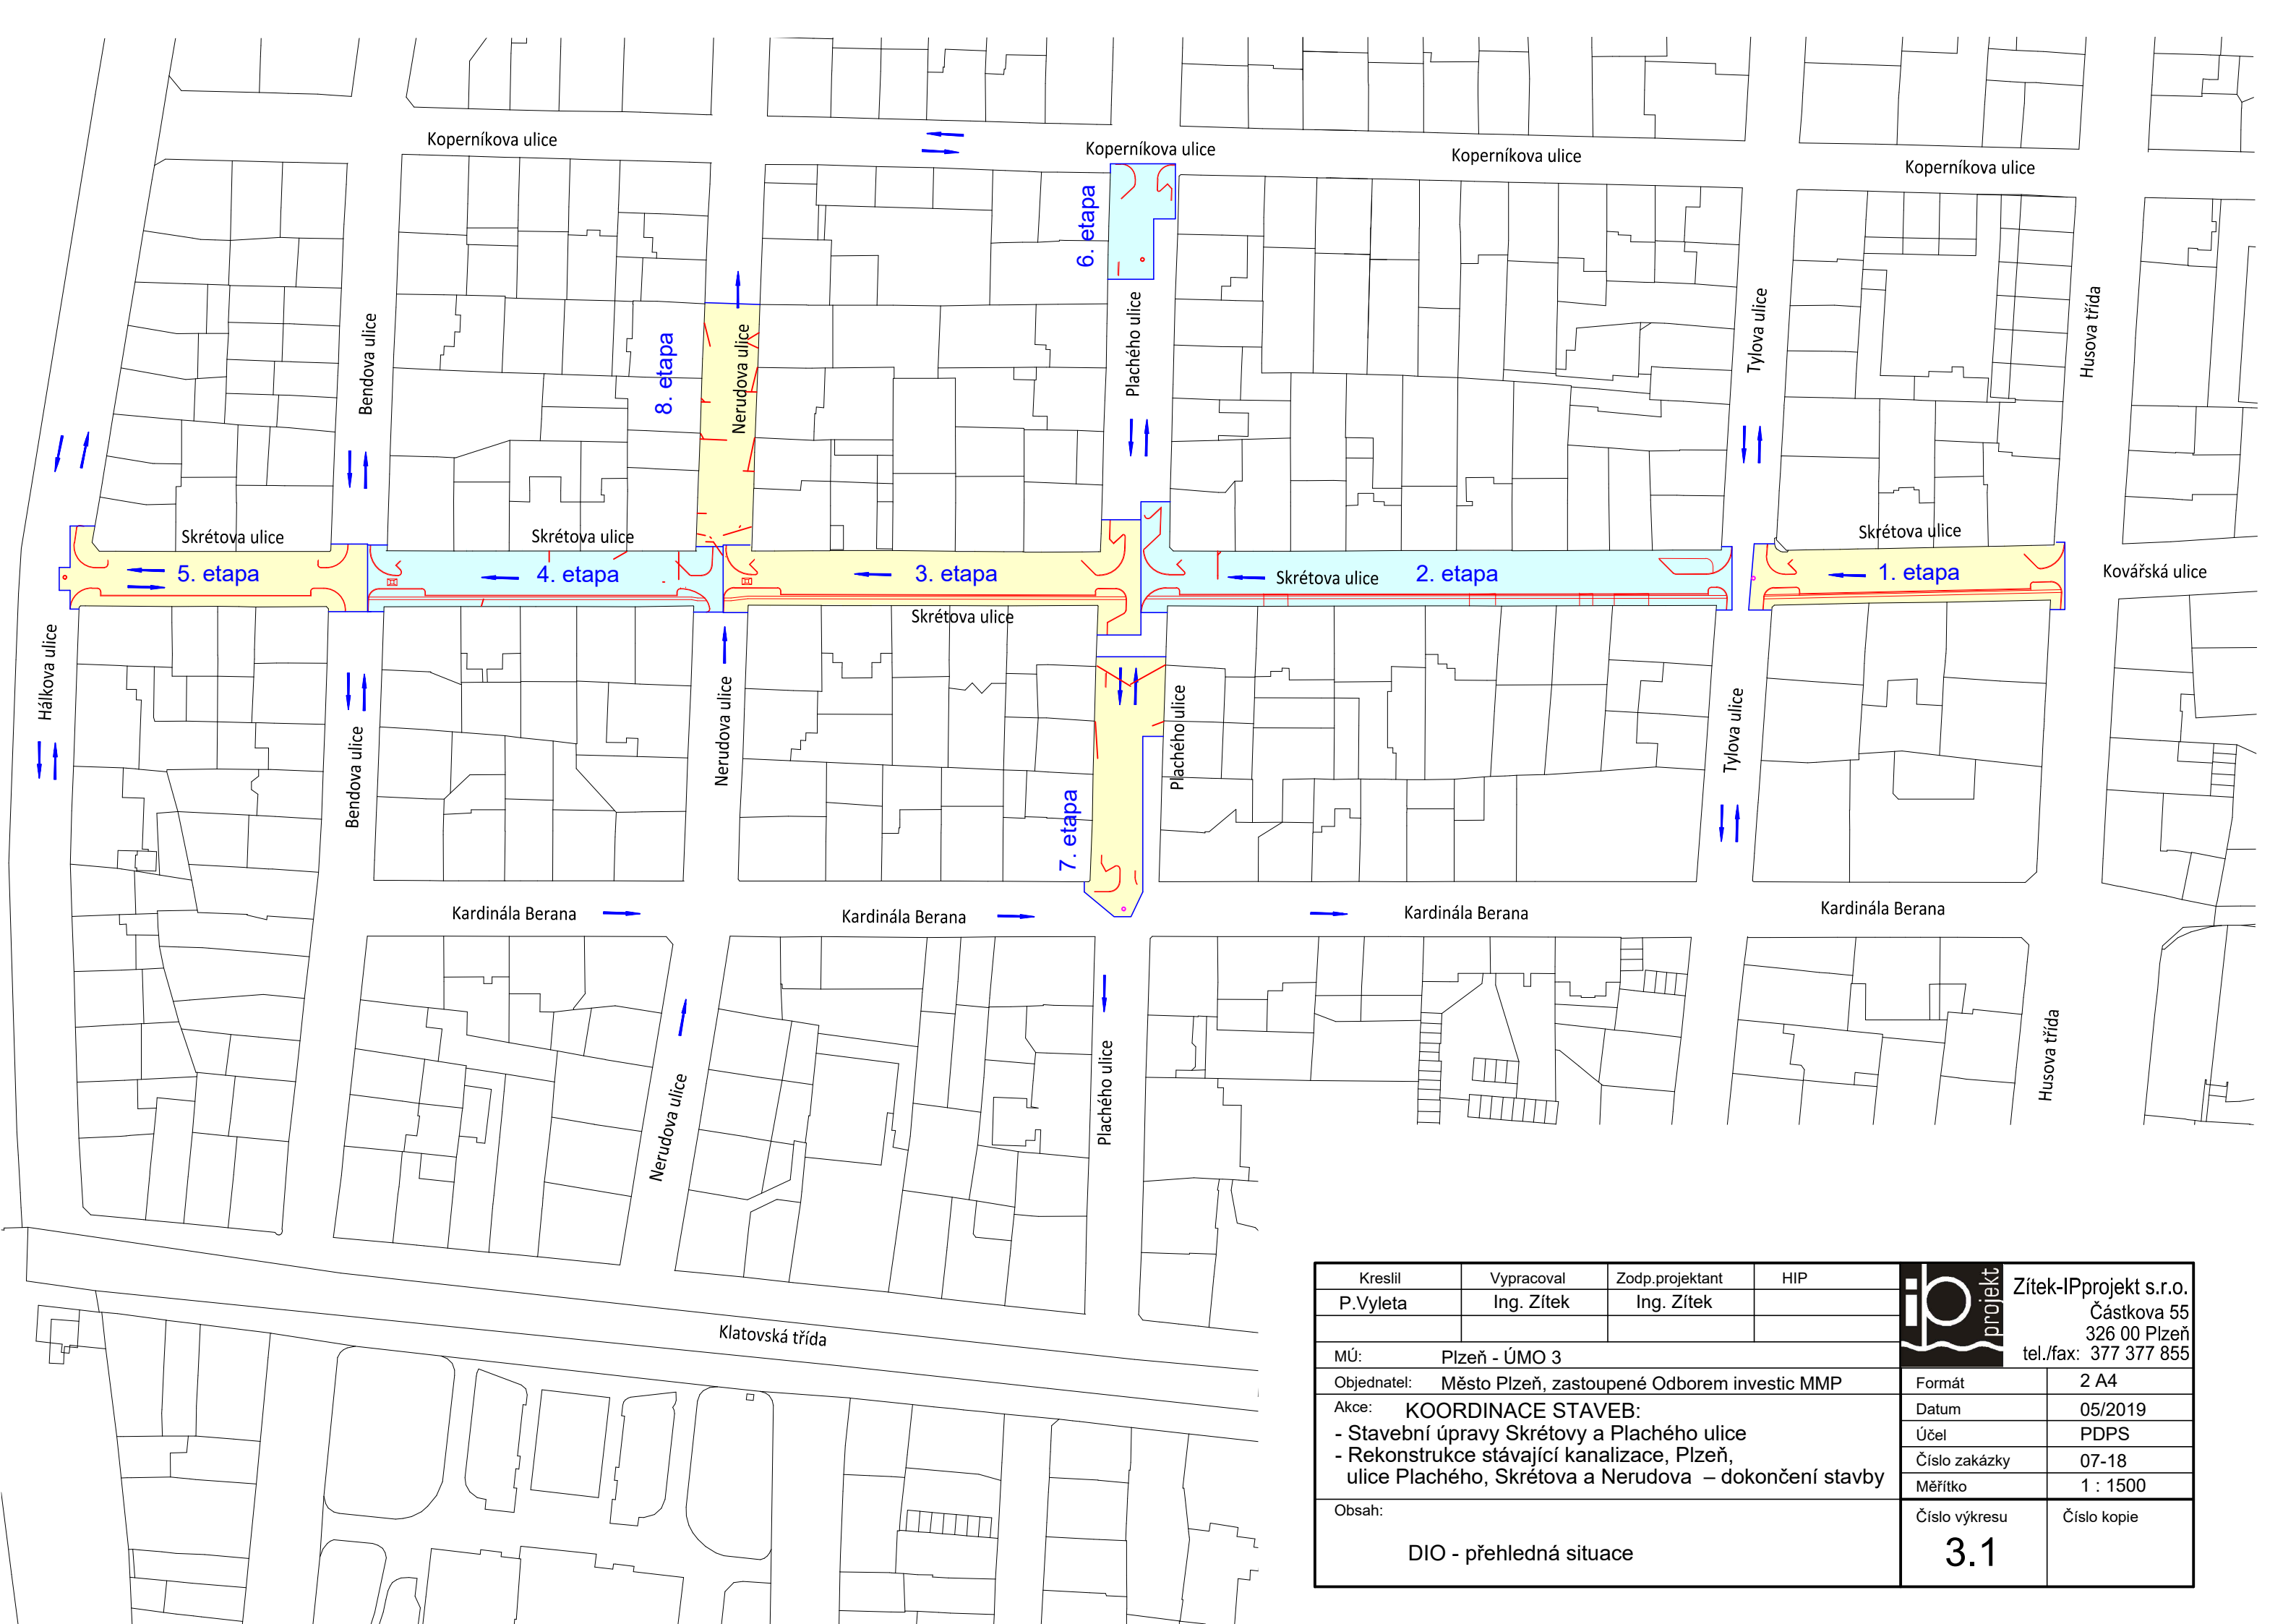 Koperníkova ulice
Koperníkova ulice
Koperníkova ulice
Koperníkova ulice
6. etapa
Bendova ulice
8. etapa
Nerudova ulice
Plachého ulice
Tylova ulice
Husova třída
Skrétova ulice
Skrétova ulice
Skrétova ulice
5. etapa
4. etapa
3. etapa
Skrétova ulice
2. etapa
1. etapa
Kovářská ulice
Skrétova ulice
Hálkova ulice
Bendova ulice
Nerudova ulice
Plachého ulice
Tylova ulice
7. etapa
Kardinála Berana
Kardinála Berana
Kardinála Berana
Kardinála Berana
Nerudova ulice
Plachého ulice
Husova třída
Klatovská třída
Kreslil Vypracoval Zodp.projektant HIP
P.Vyleta Ing. Zítek Ing. Zítek
MÚ: Plzeň - ÚMO 3
Objednatel: Město Plzeň, zastoupené Odborem investic MMP
Akce: KOORDINACE STAVEB:
- Stavební úpravy Skrétovy a Plachého ulice
- Rekonstrukce stávající kanalizace, Plzeň,
ulice Plachého, Skrétova a Nerudova – dokončení stavby
Obsah:
DIO - přehledná situace
ip projekt
Zítek-IPprojekt s.r.o.
Částkova 55
326 00 Plzeň
tel./fax: 377 377 855
Formát 2 A4
Datum 05/2019
Účel PDPS
Číslo zakázky 07-18
Měřítko 1 : 1500
Číslo výkresu Číslo kopie
3.1